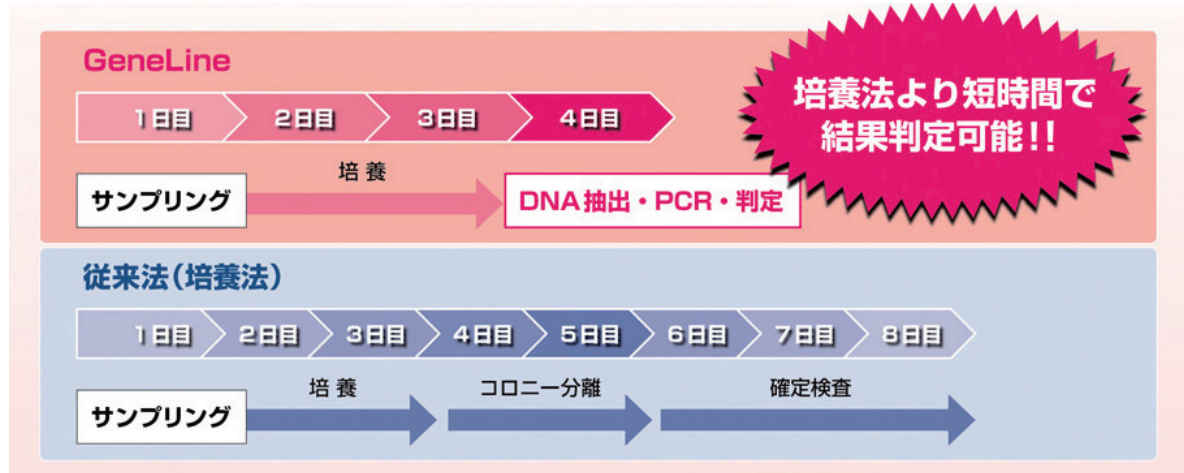 GeneLine
培養法より短時間で
結果判定可能!!
1日目 2日目 3日目 4日目
培養
サンプリング
DNA抽出・PCR・判定
従来法(培養法)
1日目 2日目 3日目 4日目 5日目 6日目 7日目 8日目
培養 コロニー分離 確定検査
サンプリング